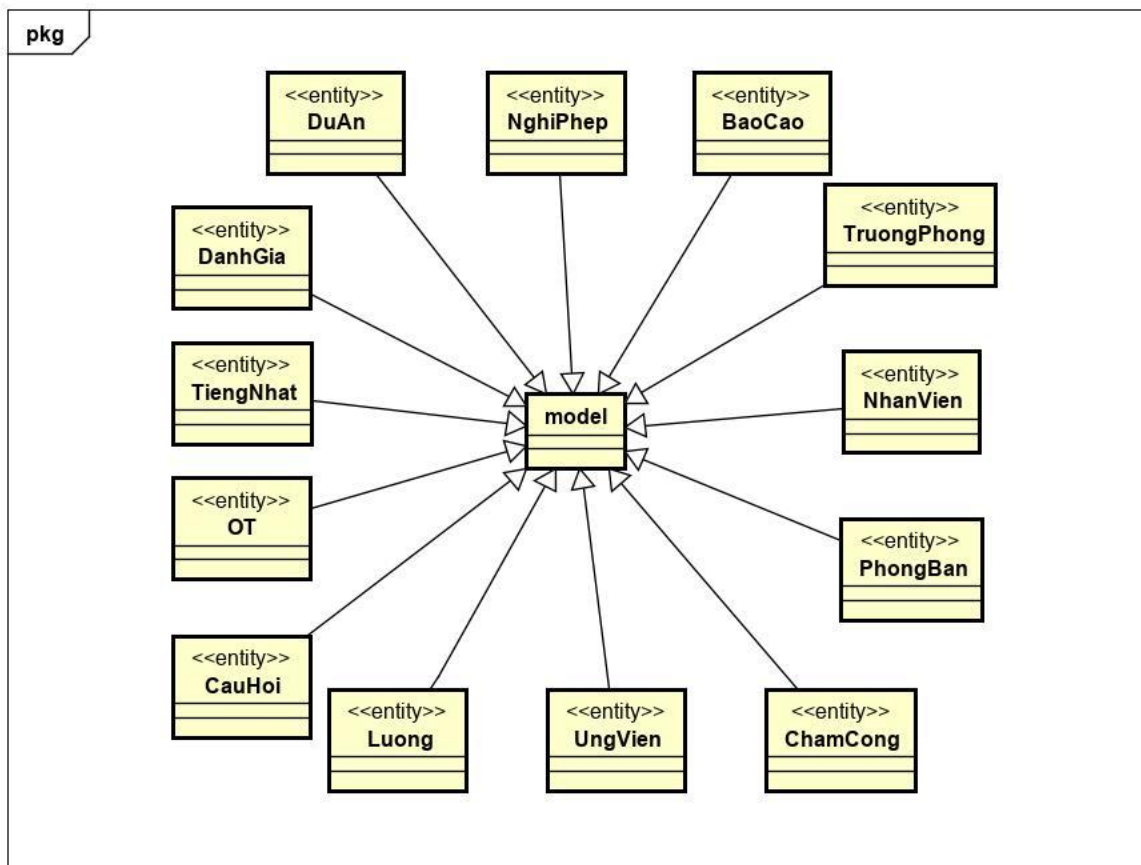 pkg
<<entity>>
DuAn
<<entity>>
NghiPhep
<<entity>>
BaoCao
<<entity>>
TruongPhong
<<entity>>
DanhGia
<<entity>>
TiengNhat
model
<<entity>>
NhanVien
<<entity>>
OT
<<entity>>
PhongBan
<<entity>>
CauHoi
<<entity>>
Luong
<<entity>>
UngVien
<<entity>>
ChamCong